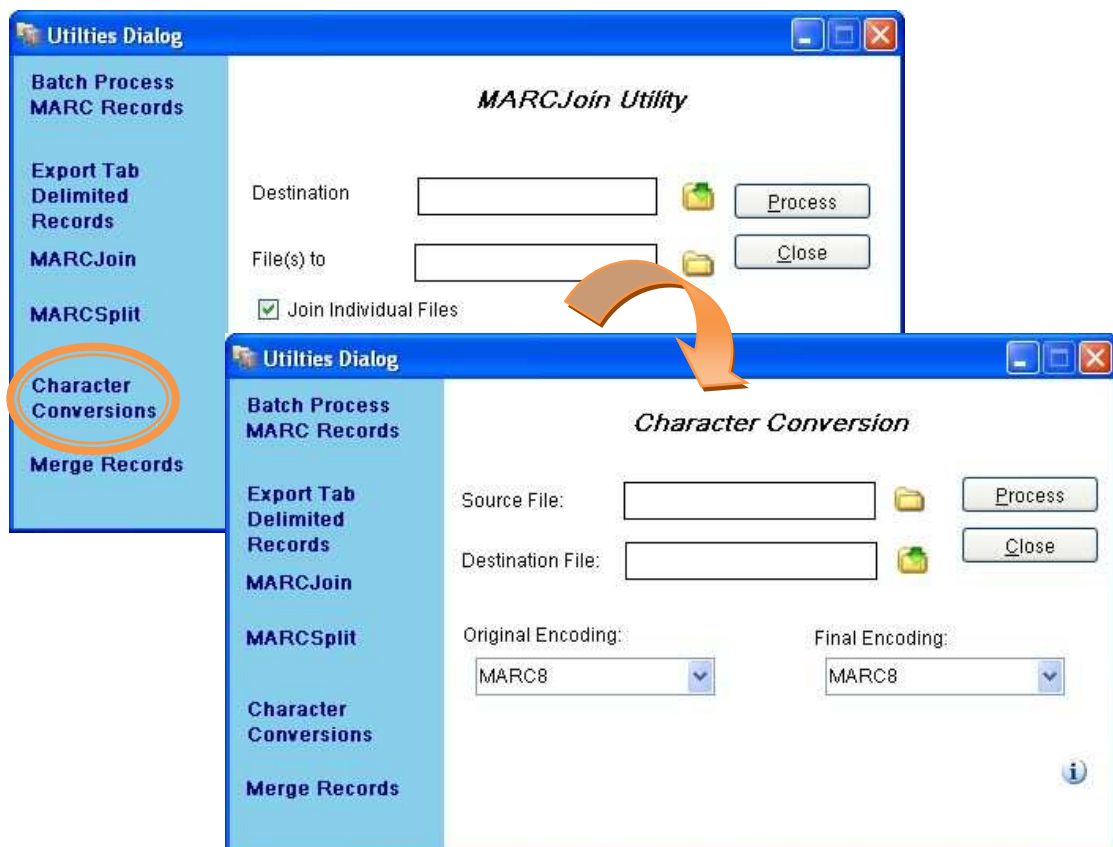 Utilties Dialog
Batch Process
MARC Records
Export Tab
Delimited
Records
MARCJoin
MARCSplit
Character
Conversions
Merge Records
MARCJoin Utility
Destination
Process
File(s) to
Close
Join Individual Files
Utilties Dialog
Batch Process
MARC Records
Export Tab
Delimited
Records
MARCJoin
MARCSplit
Character
Conversions
Merge Records
Character Conversion
Source File:
Process
Destination File:
Close
Original Encoding:
Final Encoding:
MARC8
MARC8